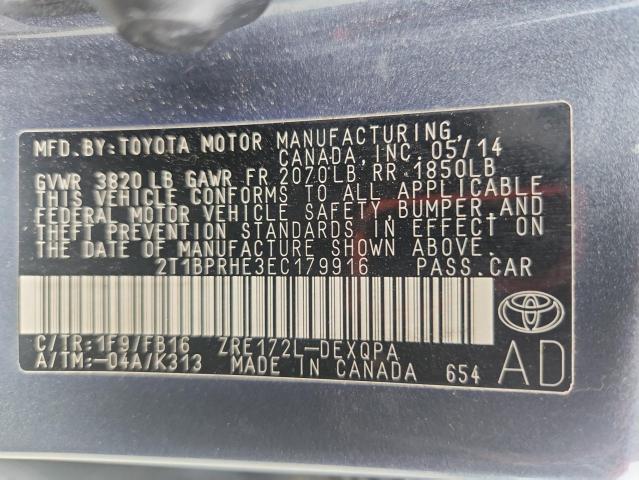 MFD.BY:TOYOTA MOTOR MANUFACTURING,
CANADA, INC. 05/14
GVWR 3820 LB GAWR FR 2070LB RR 1850LB
THIS VEHICLE CONFORMS TO ALL APPLICABLE
FEDERAL MOTOR VEHICLE SAFETY, BUMPER,AND
THEFT PREVENTION STANDARDS IN EFFECT ON
THE DATE OF MANUFACTURE SHOWN ABOVE.
2T1BPRHE3EC179916 PASS.CAR
C/TR:1F9/FB16 ZRE172L-DEXQPA
A/TM:-04A/K313 MADE IN CANADA 654
TOYOTA
AD